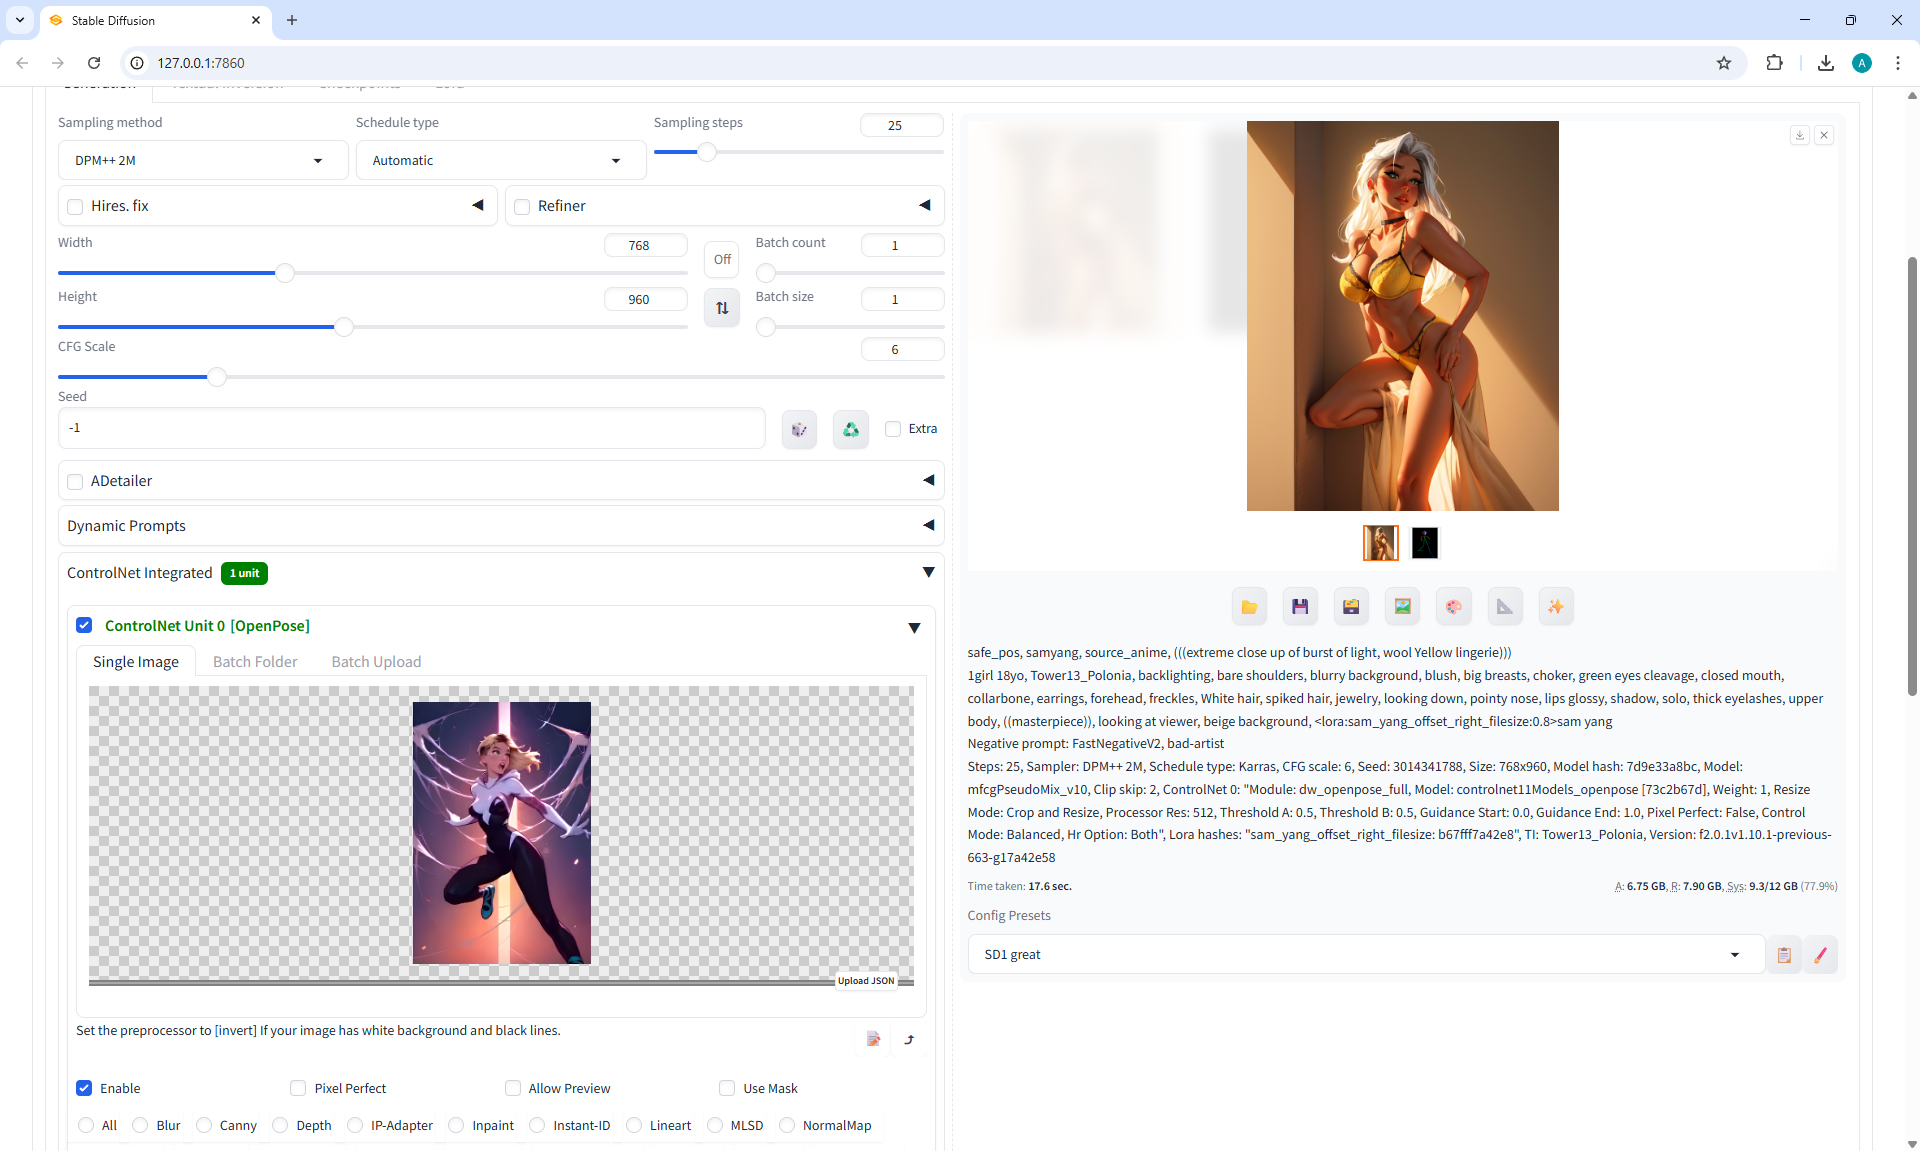 Stable Diffusion
127.0.0.1:7860
Generation
Textual Inversion
Checkpoints
Lora
Sampling method
Schedule type
Sampling steps
25
DPM++ 2M
Automatic
Hires. fix
Refiner
Width
768
Off
Batch count
1
Height
960
Batch size
1
CFG Scale
6
Seed
-1
Extra
ADetailer
Dynamic Prompts
ControlNet Integrated
1 unit
ControlNet Unit 0 [OpenPose]
Single Image
Batch Folder
Batch Upload
Upload JSON
Set the preprocessor to [invert] If your image has white background and black lines.
Enable
Pixel Perfect
Allow Preview
Use Mask
All
Blur
Canny
Depth
IP-Adapter
Inpaint
Instant-ID
Lineart
MLSD
NormalMap
A
safe_pos, samyang, source_anime, (((extreme close up of burst of light, wool Yellow lingerie)))
1girl 18yo, Tower13_Polonia, backlighting, bare shoulders, blurry background, blush, big breasts, choker, green eyes cleavage, closed mouth,
collarbone, earrings, forehead, freckles, White hair, spiked hair, jewelry, looking down, pointy nose, lips glossy, shadow, solo, thick eyelashes, upper
body, ((masterpiece)), looking at viewer, beige background, <lora:sam_yang_offset_right_filesize:0.8>sam yang
Negative prompt: FastNegativeV2, bad-artist
Steps: 25, Sampler: DPM++ 2M, Schedule type: Karras, CFG scale: 6, Seed: 3014341788, Size: 768x960, Model hash: 7d9e33a8bc, Model:
mfcgPseudoMix_v10, Clip skip: 2, ControlNet 0: "Module: dw_openpose_full, Model: controlnet11Models_openpose [73c2b67d], Weight: 1, Resize
Mode: Crop and Resize, Processor Res: 512, Threshold A: 0.5, Threshold B: 0.5, Guidance Start: 0.0, Guidance End: 1.0, Pixel Perfect: False, Control
Mode: Balanced, Hr Option: Both", Lora hashes: "sam_yang_offset_right_filesize: b67fff7a42e8", TI: Tower13_Polonia, Version: f2.0.1v1.10.1-previous-
663-g17a42e58
Time taken: 17.6 sec.
A: 6.75 GB, R: 7.90 GB, Sys: 9.3/12 GB (77.9%)
Config Presets
SD1 great